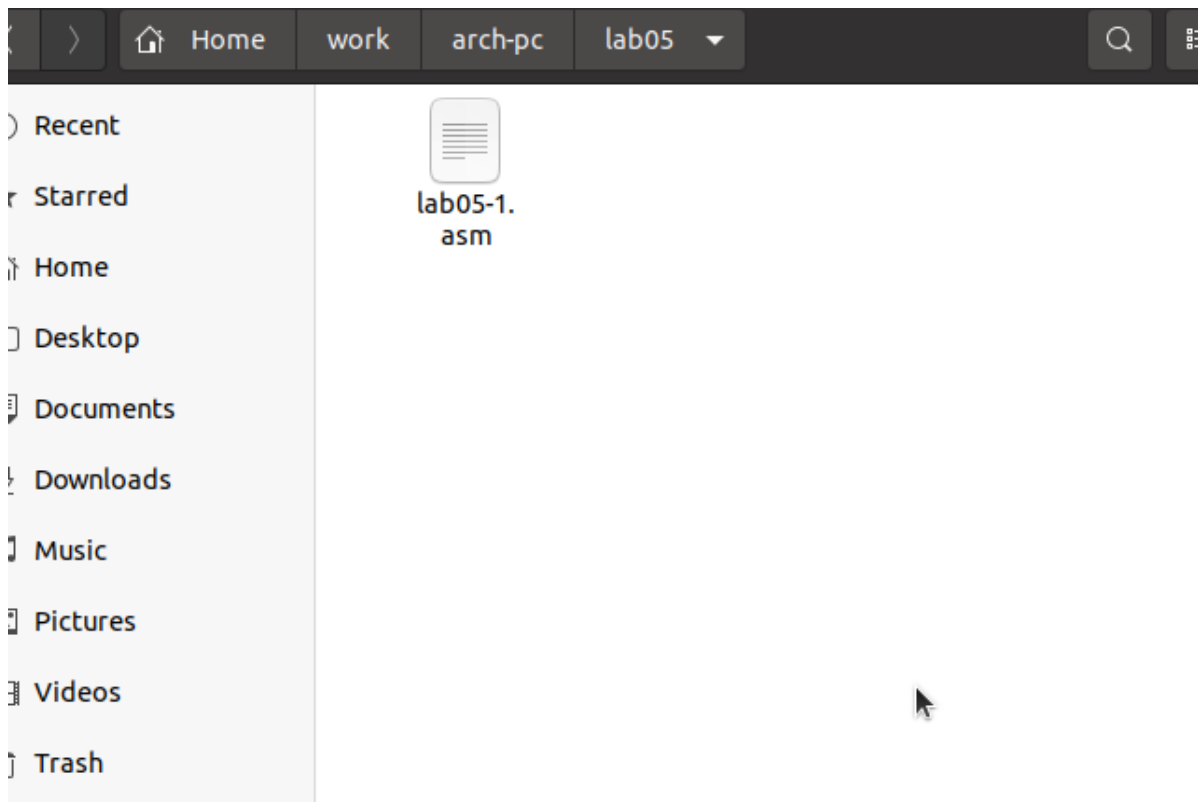 Home work arch-pc lab05
Recent
Starred
Home
Desktop
Documents
Downloads
Music
Pictures
Videos
Trash
lab05-1.
asm